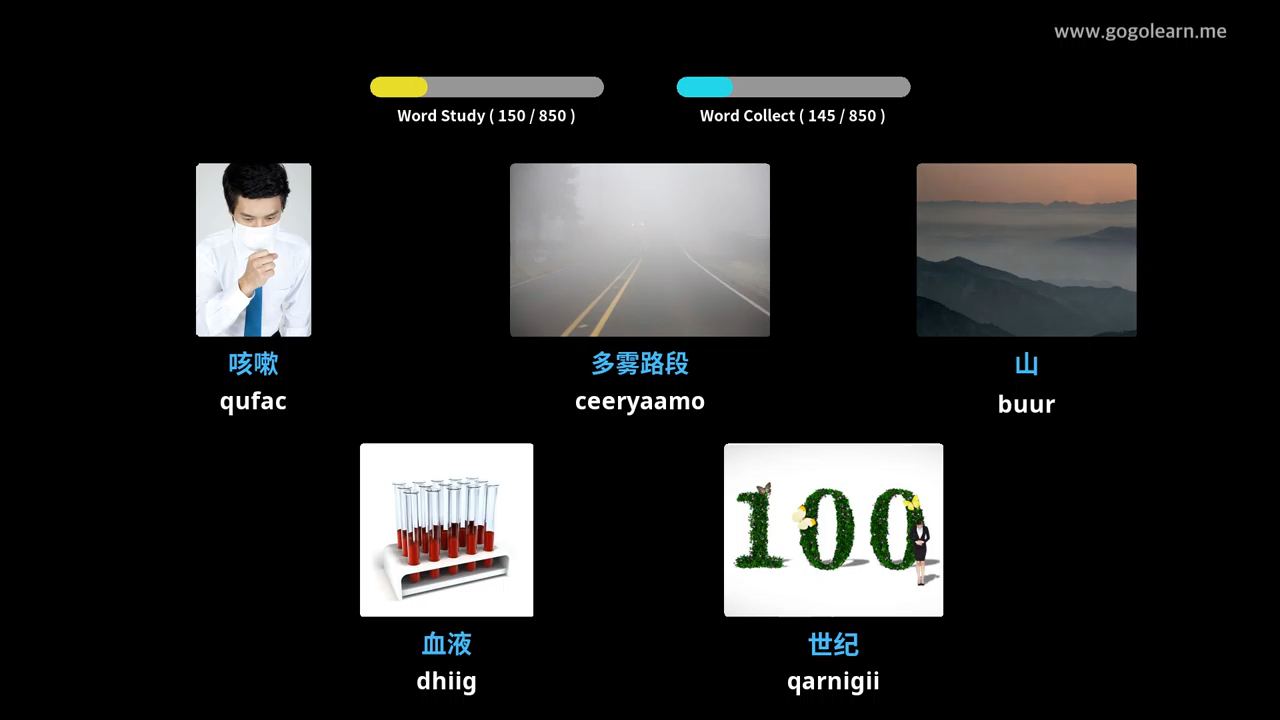 www.gogolearn.me
Word Study ( 150 / 850 )
Word Collect ( 145 / 850 )
咳嗽
qufac
多雾路段
ceeryaamo
山
buur
100
血液
dhiig
世纪
qarnigii